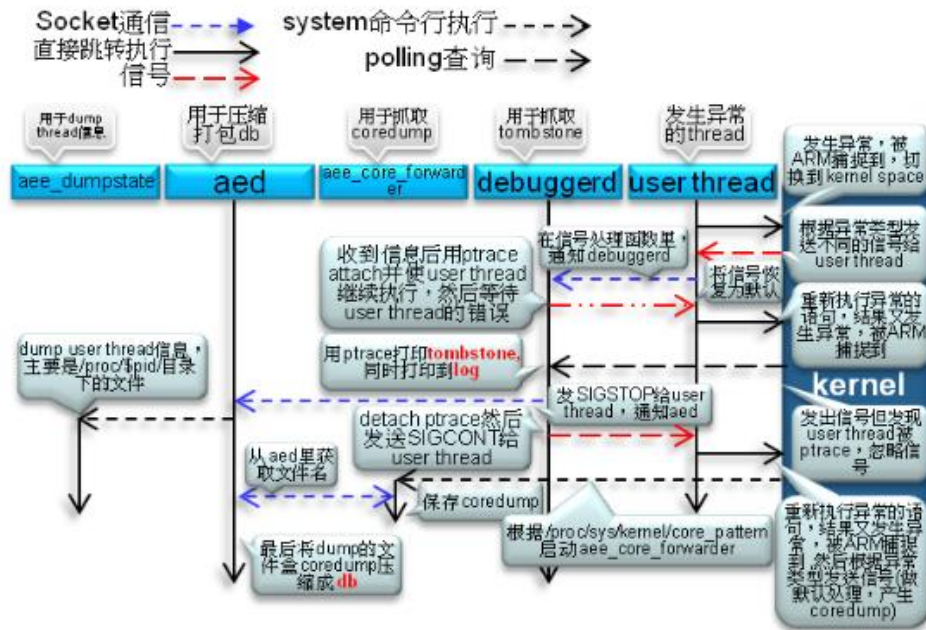 Socket通信
system命令行执行
直接跳转执行
polling查询
信号
用于dump
thread信息
用于压缩
打包db
用于抓取
coredump
用于抓取
tombstone
发生异常
的thread
aee_dumpstate
aed
aee_core_forward
er
debuggerd
user thread
发生异常，被
ARM捕捉到，切
换到kernel space
根据异常类型发
送不同的信号给
user thread
在信号处理函数里，
通知debuggerd
收到信息后用ptrace
attach并使user thread
继续执行，然后等待
user thread的错误
将信号恢
复为默认
重新执行异常的
语句，结果又发
生异常，被ARM
捕捉到
dump user thread信息，
主要是/proc/$pid/目录
下的文件
用ptrace打印tombstone,
同时打印到log
kernel
发SIGSTOP给user
thread，通知aed
detach ptrace然后
发送SIGCONT给
user thread
发出信号但发现
user thread被
ptrace，忽略信
号
从aed里获
取文件名
保存coredump
根据/proc/sys/kernel/core_pattern
启动aee_core_forwarder
重新执行异常的语
句，结果又发生异
常，被ARM捕捉
到,然后根据异常
类型发送信号(做
默认处理，产生
coredump)
最后将dump的文
件盒coredump压
缩成db